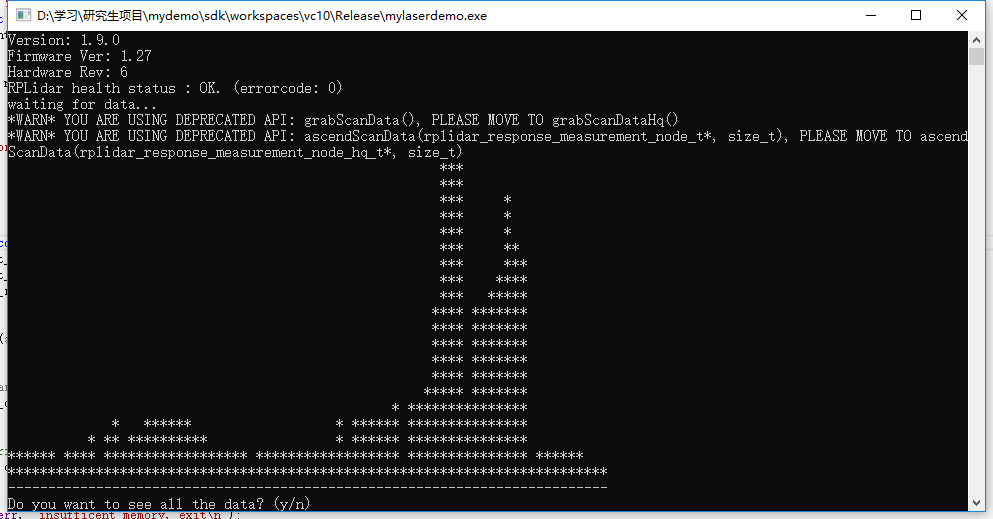 D:\学习\研究生项目\mydemo\sdk\workspaces\vc10\Release\mylaserdemo.exe
Version: 1.9.0
Firmware Ver: 1.27
Hardware Rev: 6
RPLidar health status : OK. (errorcode: 0)
waiting for data...
*WARN* YOU ARE USING DEPRECATED API: grabScanData(), PLEASE MOVE TO grabScanDataHq()
*WARN* YOU ARE USING DEPRECATED API: ascendScanData(rplidar_response_measurement_node_t*, size_t), PLEASE MOVE TO ascend
ScanData(rplidar_response_measurement_node_hq_t*, size_t)
Do you want to see all the data? (y/n)
insufficent memory, exit\n");